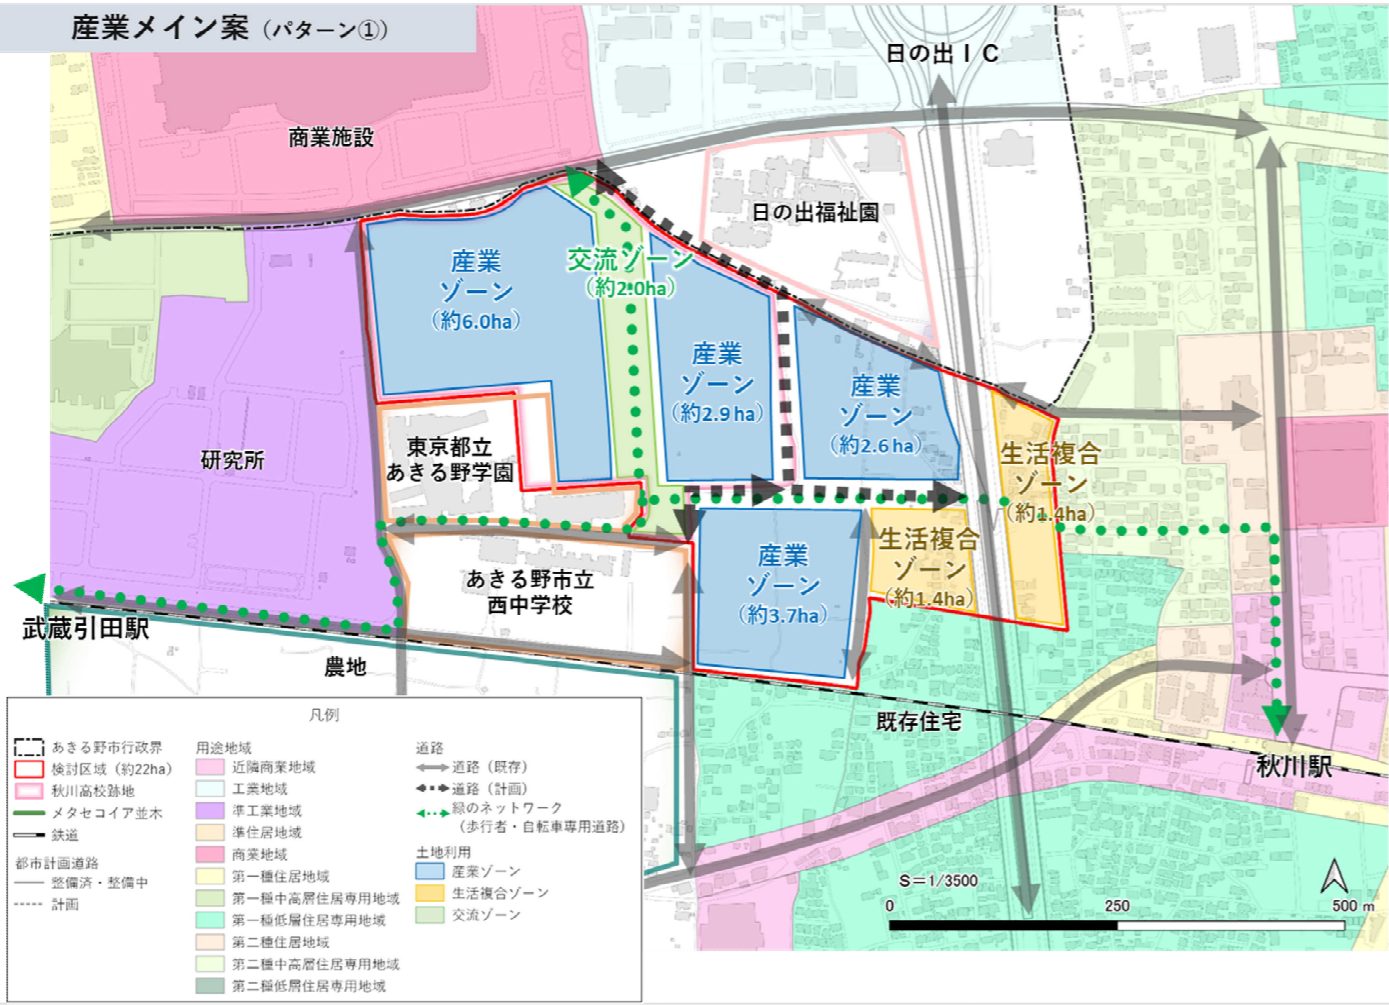 産業メイン案（パターン①）
日の出ＩＣ
商業施設
日の出福祉園
産業
ゾーン
（約6.0ha）
交流ゾーン
（約2.0ha）
産業
ゾーン
（約2.9ha）
産業
ゾーン
（約2.6ha）
生活複合
ゾーン
（約1.4ha）
研究所
東京都立
あきる野学園
あきる野市立
西中学校
産業
ゾーン
（約3.7ha）
生活複合
ゾーン
（約1.4ha）
武蔵引田駅
農地
既存住宅
秋川駅
凡例
あきる野市行政界
検討区域（約22ha）
秋川高校跡地
メタセコイア並木
鉄道
都市計画道路
整備済・整備中
計画
用途地域
近隣商業地域
工業地域
準工業地域
準住居地域
商業地域
第一種住居地域
第一種中高層住居専用地域
第一種低層住居専用地域
第二種住居地域
第二種中高層住居専用地域
第二種低層住居専用地域
道路
道路（既存）
道路（計画）
緑のネットワーク
（歩行者・自転車専用道路）
土地利用
産業ゾーン
生活複合ゾーン
交流ゾーン
S＝1/3500
0 250 500 m